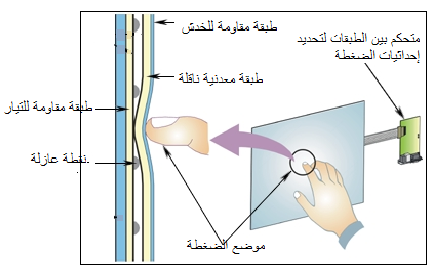 طبقة مقاومة للخدش
متحكم بين الطبقات لتحديد
إحداثيات الضغطة
طبقة معدنية ناقلة
طبقة مقاومة للتيار
نقطة عازلة.
موضع الضغطة